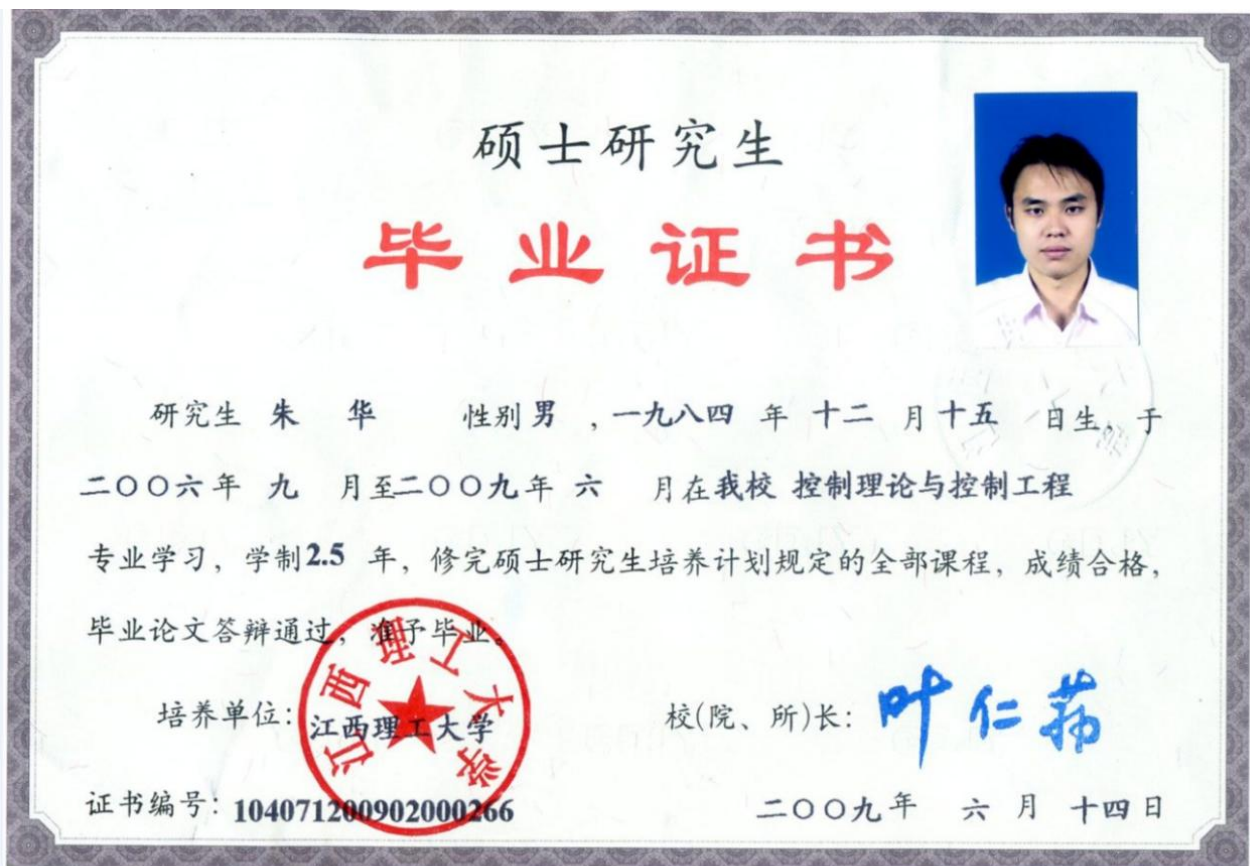 硕士研究生
毕业证书
研究生 朱 华 性别 男 ,一九八四 年 十二 月 十五 日生,于
二〇〇六 年 九 月至二〇〇九年 六 月在我校 控制理论与控制工程
专业学习,学制2.5 年,修完硕士研究生培养计划规定的全部课程,成绩合格,
毕业论文答辩通过,准予毕业。
培养单位:江西理工大学
江西理工大学
校(院、所)长:叶仁荪
证书编号:104071200902000266
二〇〇九年 六 月 十四日